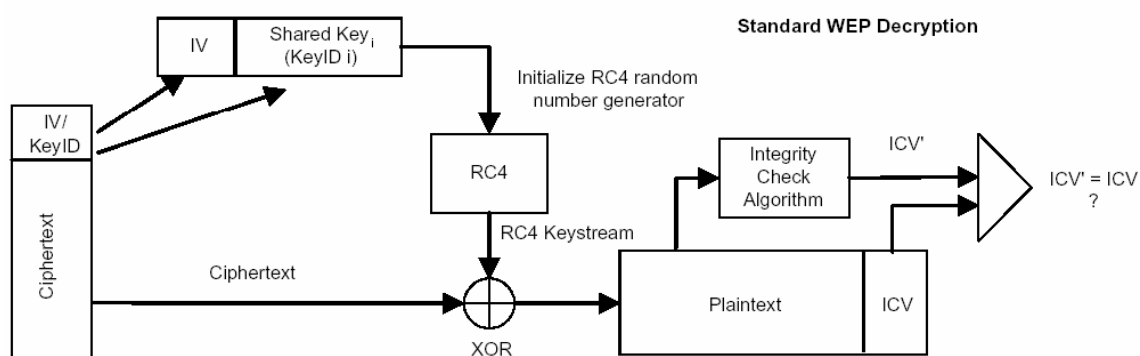 Standard WEP Decryption
IV
Shared Key i
(KeyID i)
Initialize RC4 random
number generator
IV/
KeyID
Ciphertext
RC4
RC4 Keystream
Ciphertext
XOR
Integrity
Check
Algorithm
ICV'
ICV' = ICV
?
Plaintext
ICV